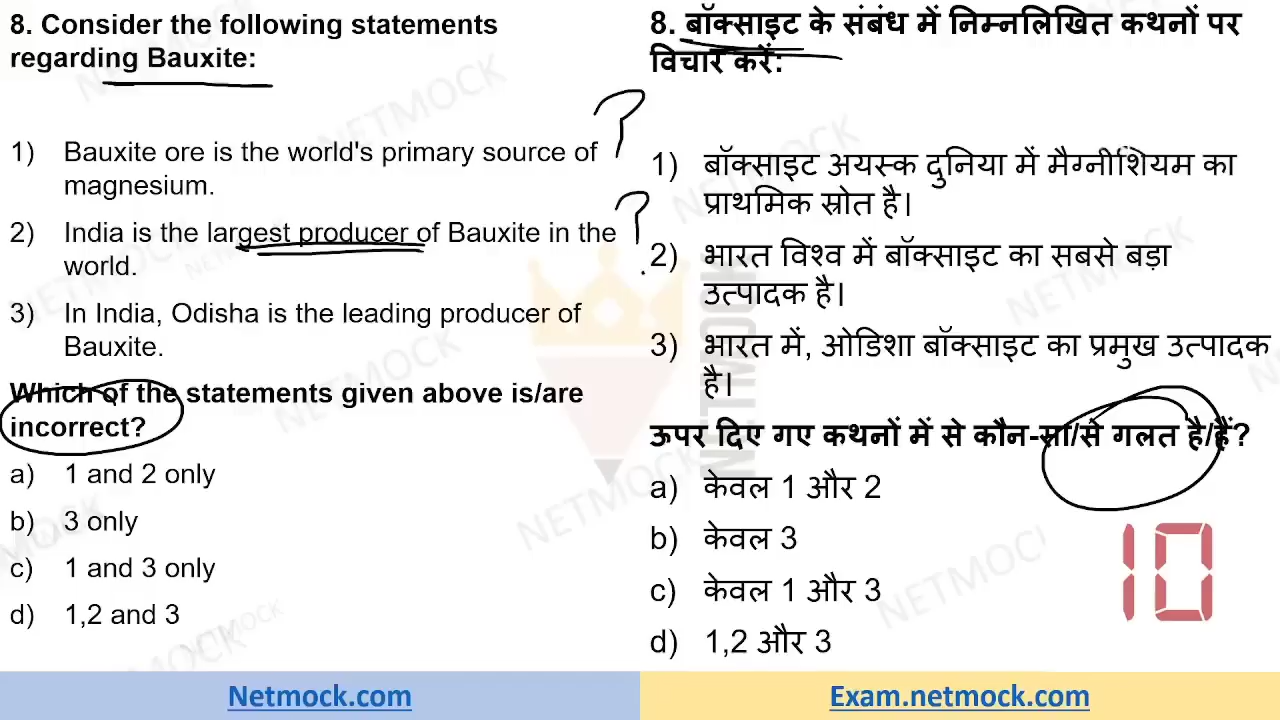 8. Consider the following statements
regarding Bauxite:
1) Bauxite ore is the world's primary source of
magnesium.
2) India is the largest producer of Bauxite in the
world.
3) In India, Odisha is the leading producer of
Bauxite.
Which of the statements given above is/are
incorrect?
a) 1 and 2 only
b) 3 only
c) 1 and 3 only
d) 1,2 and 3
8. बॉक्साइट के संबंध में निम्नलिखित कथनों पर
विचार करें:
1) बॉक्साइट अयस्क दुनिया में मैग्नीशियम का
प्राथमिक स्रोत है।
2) भारत विश्व में बॉक्साइट का सबसे बड़ा
उत्पादक है।
3) भारत में, ओडिशा बॉक्साइट का प्रमुख उत्पादक
है।
ऊपर दिए गए कथनों में से कौन-सा/से गलत है/हैं?
a) केवल 1 और 2
b) केवल 3
c) केवल 1 और 3
d) 1,2 और 3
10
Netmock.com
Exam.netmock.com
NETMOCK